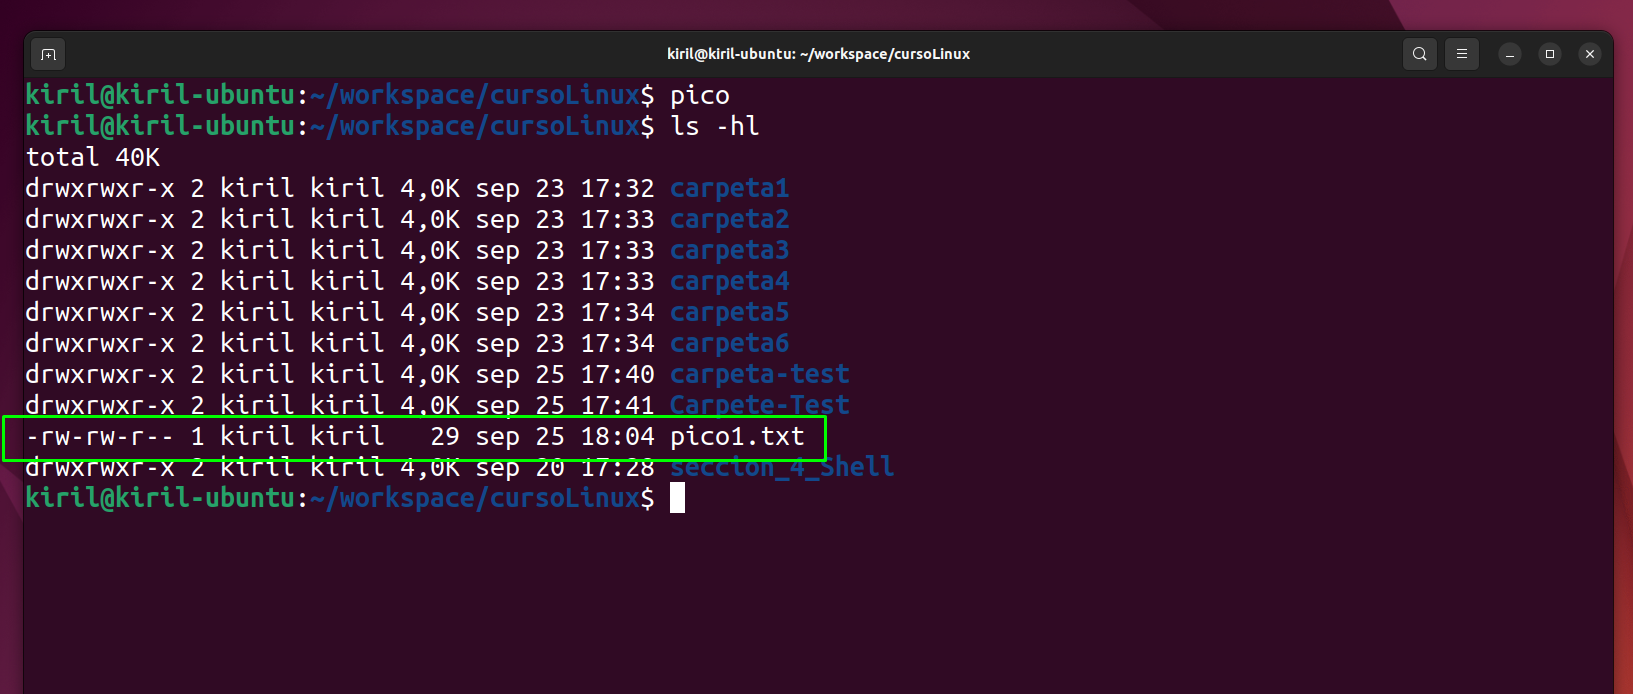 kiril@kiril-ubuntu: ~/workspace/cursoLinux
kiril@kiril-ubuntu:~/workspace/cursoLinux$ pico
kiril@kiril-ubuntu:~/workspace/cursoLinux$ ls -hl
total 40K
drwxrwxr-x 2 kiril kiril 4,0K sep 23 17:32 carpeta1
drwxrwxr-x 2 kiril kiril 4,0K sep 23 17:33 carpeta2
drwxrwxr-x 2 kiril kiril 4,0K sep 23 17:33 carpeta3
drwxrwxr-x 2 kiril kiril 4,0K sep 23 17:33 carpeta4
drwxrwxr-x 2 kiril kiril 4,0K sep 23 17:34 carpeta5
drwxrwxr-x 2 kiril kiril 4,0K sep 23 17:34 carpeta6
drwxrwxr-x 2 kiril kiril 4,0K sep 25 17:40 carpeta-test
drwxrwxr-x 2 kiril kiril 4,0K sep 25 17:41 Carpete-Test
-rw-rw-r-- 1 kiril kiril   29 sep 25 18:04 pico1.txt
drwxrwxr-x 2 kiril kiril 4,0K sep 20 17:28 seccion_4_Shell
kiril@kiril-ubuntu:~/workspace/cursoLinux$